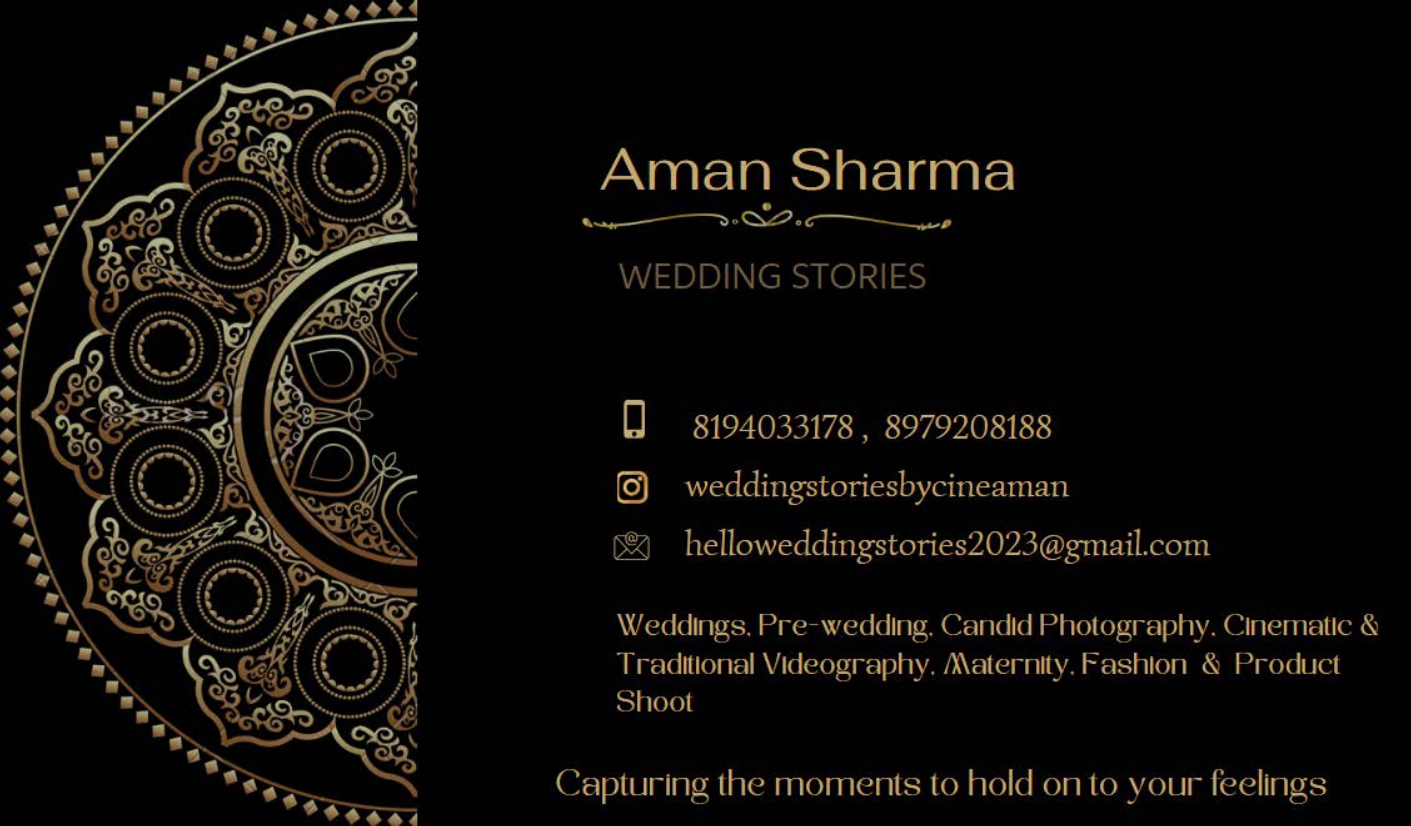 Aman Sharma
WEDDING STORIES
8194033178 , 8979208188
weddingstoriesbycineaman
helloweddingstories2023@gmail.com
Weddings, Pre-wedding, Candid Photography, Cinematic &
Traditional Videography, Maternity, Fashion & Product
Shoot
Capturing the moments to hold on to your feelings